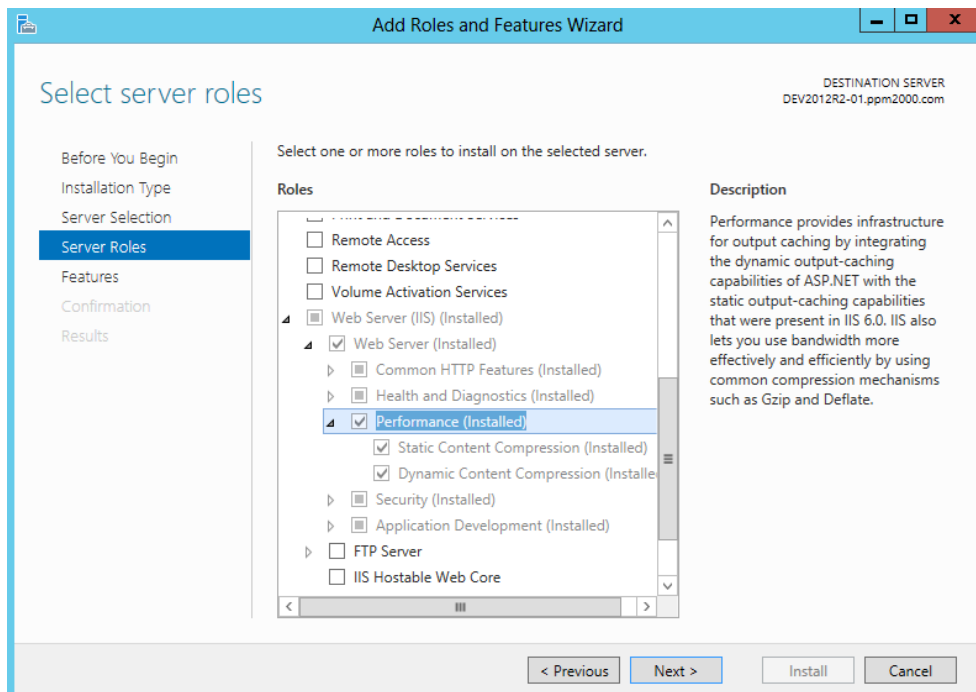 Add Roles and Features Wizard
Select server roles
DESTINATION SERVER
DEV2012R2-01.ppm2000.com
Before You Begin
Installation Type
Server Selection
Server Roles
Features
Confirmation
Results
Select one or more roles to install on the selected server.
Roles
Print and Document Services
Remote Access
Remote Desktop Services
Volume Activation Services
Web Server (IIS) (Installed)
Web Server (Installed)
Common HTTP Features (Installed)
Health and Diagnostics (Installed)
Performance (Installed)
Static Content Compression (Installed)
Dynamic Content Compression (Installe
Security (Installed)
Application Development (Installed)
FTP Server
IIS Hostable Web Core
Description
Performance provides infrastructure
for output caching by integrating
the dynamic output-caching
capabilities of ASP.NET with the
static output-caching capabilities
that were present in IIS 6.0. IIS also
lets you use bandwidth more
effectively and efficiently by using
common compression mechanisms
such as Gzip and Deflate.
< Previous
Next >
Install
Cancel